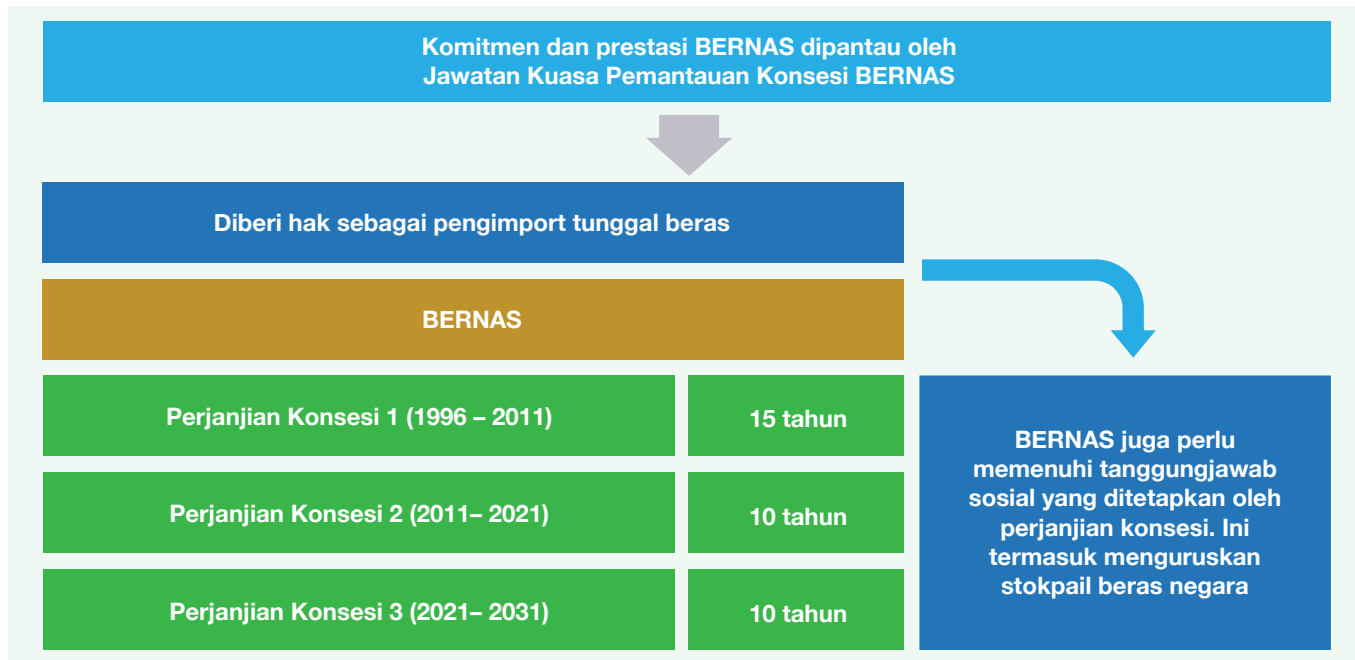 Komitmen dan prestasi BERNAS dipantau oleh
Jawatan Kuasa Pemantauan Konsesi BERNAS
Diberi hak sebagai pengimport tunggal beras
BERNAS
Perjanjian Konsesi 1 (1996 – 2011)
15 tahun
Perjanjian Konsesi 2 (2011– 2021)
10 tahun
Perjanjian Konsesi 3 (2021– 2031)
10 tahun
BERNAS juga perlu
memenuhi tanggungjawab
sosial yang ditetapkan oleh
perjanjian konsesi. Ini
termasuk menguruskan
stokpail beras negara